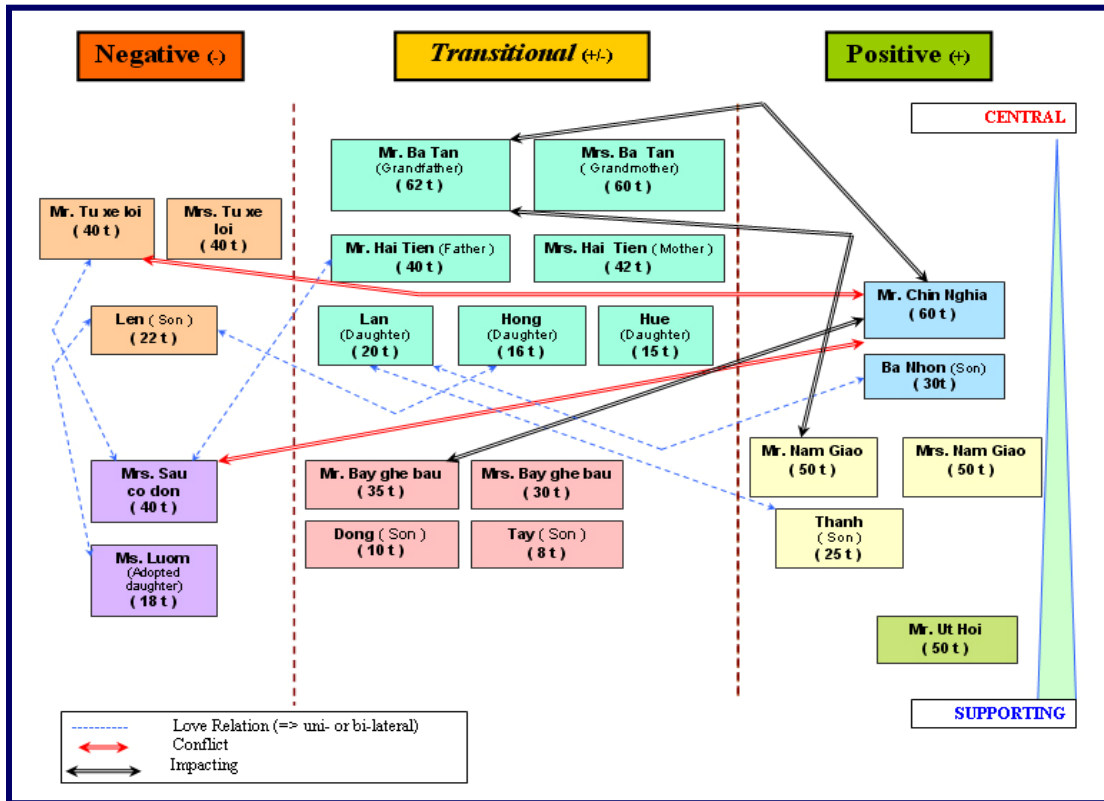 Negative (-)
Transitional (+/-)
Positive (+)
CENTRAL
Mr. Ba Tan
(Grandfather)
( 62 t )
Mrs. Ba Tan
( Grandmother)
( 60 t )
Mr. Tu xe loi
( 40 t )
Mrs. Tu xe
loi
( 40 t )
Mr. Hai Tien (Father)
( 40 t )
Mrs. Hai Tien ( Mother)
( 42 t )
Mr. Chin Nghia
( 60 t )
Len ( Son )
( 22 t )
Lan
(Daughter)
( 20 t )
Hong
(Daughter)
( 16 t )
Hue
(Daughter)
( 15 t )
Ba Nhon (Son)
( 30t )
Mrs. Sau
co don
( 40 t )
Mr. Bay ghe bau
( 35 t )
Mrs. Bay ghe bau
( 30 t )
Mr. Nam Giao
( 50 t )
Mrs. Nam Giao
( 50 t )
Dong ( Son )
( 10 t )
Tay ( Son )
( 8 t )
Thanh
( Son )
( 25 t )
Ms. Luom
(Adopted
daughter)
( 18 t )
Mr. Ut Hoi
( 50 t )
SUPPORTING
Love Relation (=> uni- or bi-lateral)
Conflict
Impacting